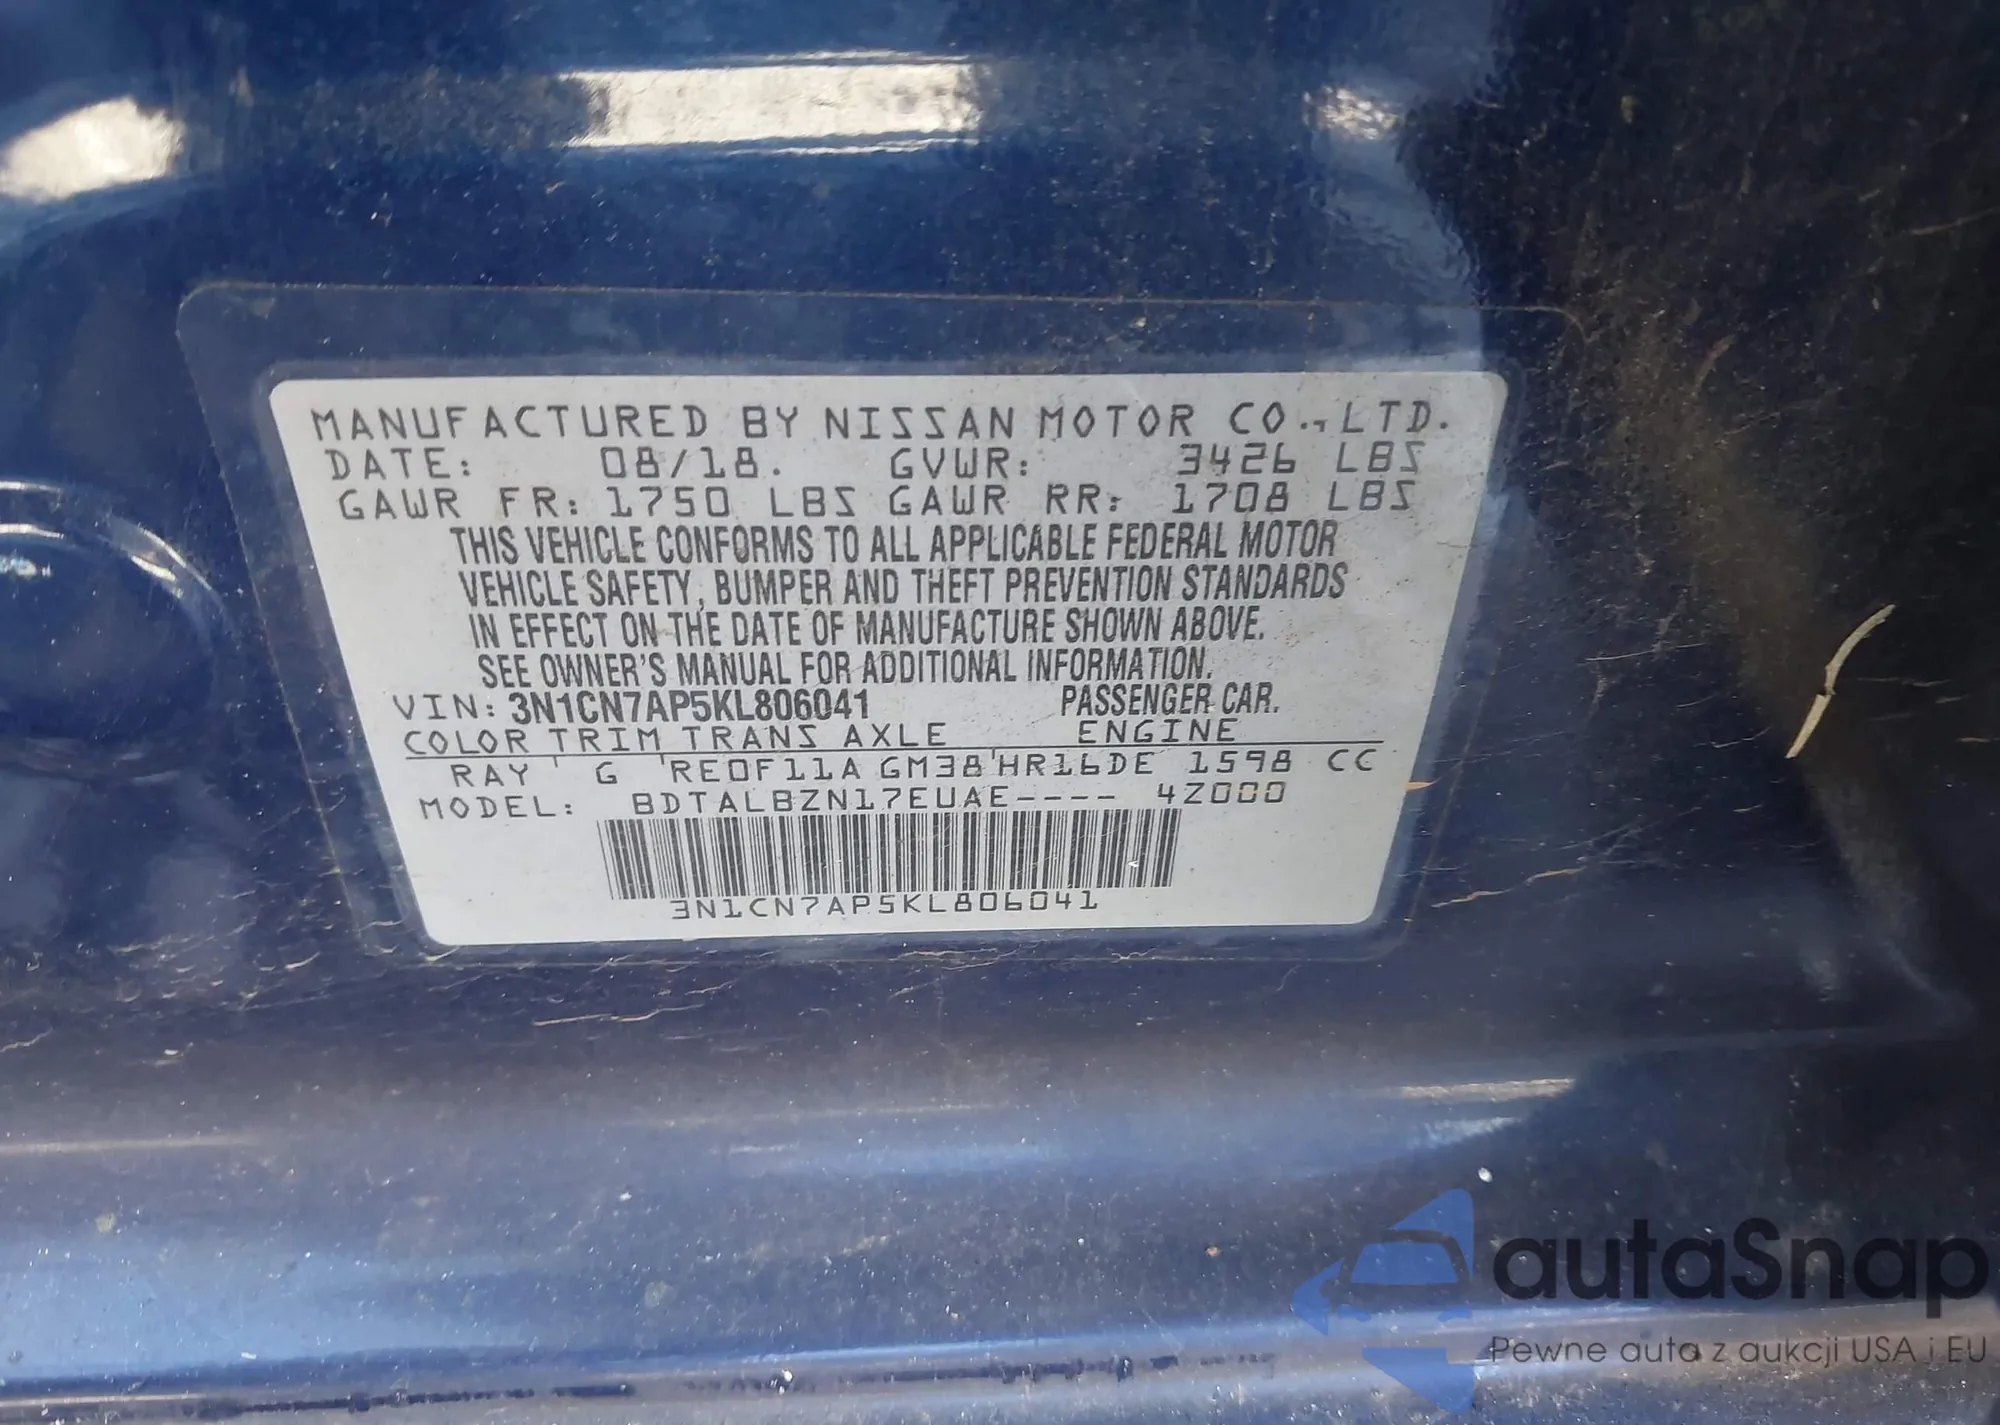 MANUFACTURED BY NISSAN MOTOR CO.,LTD.
DATE: 08/18. GVWR: 3426 LBS
GAWR FR: 1750 LBS GAWR RR: 1708 LBS
THIS VEHICLE CONFORMS TO ALL APPLICABLE FEDERAL MOTOR
VEHICLE SAFETY, BUMPER AND THEFT PREVENTION STANDARDS
IN EFFECT ON THE DATE OF MANUFACTURE SHOWN ABOVE.
SEE OWNER'S MANUAL FOR ADDITIONAL INFORMATION.
VIN: 3N1CN7AP5KL806041 PASSENGER CAR.
COLOR TRIM TRANS AXLE ENGINE
RAY G RE0F11A GM38 HR16DE 1598 CC
MODEL: BDTALBZN17EUAE---- 4Z000
3N1CN7AP5KL806041
autaSnap
Pewne auta z aukcji USA i EU